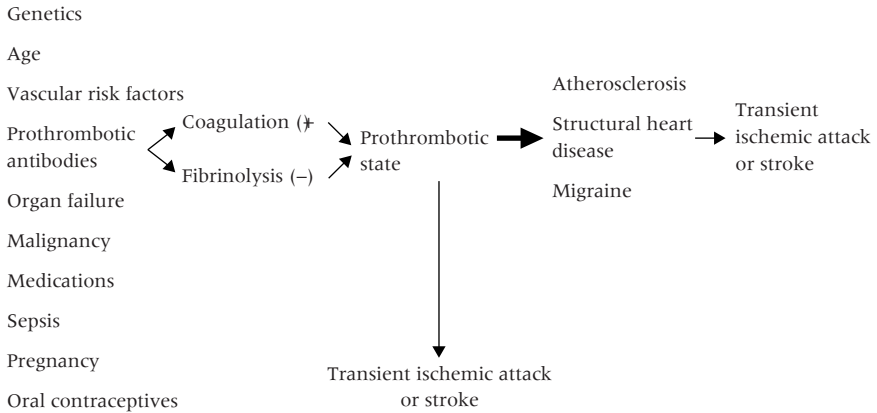 Genetics
Age
Vascular risk factors
Prothrombotic
antibodies
Organ failure
Malignancy
Medications
Sepsis
Pregnancy
Oral contraceptives
Coagulation (+
Fibrinolysis (−)
Prothrombotic
state
Atherosclerosis
Structural heart
disease
Migraine
Transient
ischemic attack
or stroke
Transient ischemic attack
or stroke